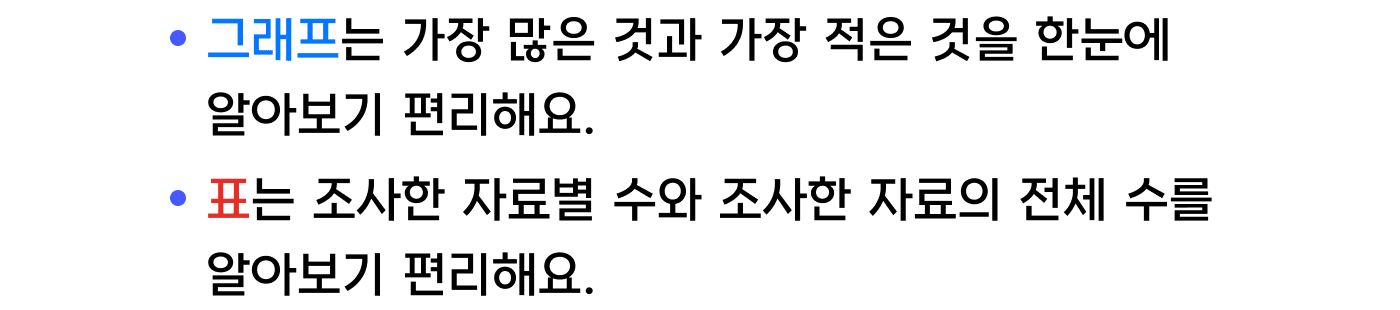 • 그래프는 가장 많은 것과 가장 적은 것을 한눈에
알아보기 편리해요.
• 표는 조사한 자료별 수와 조사한 자료의 전체 수를
알아보기 편리해요.